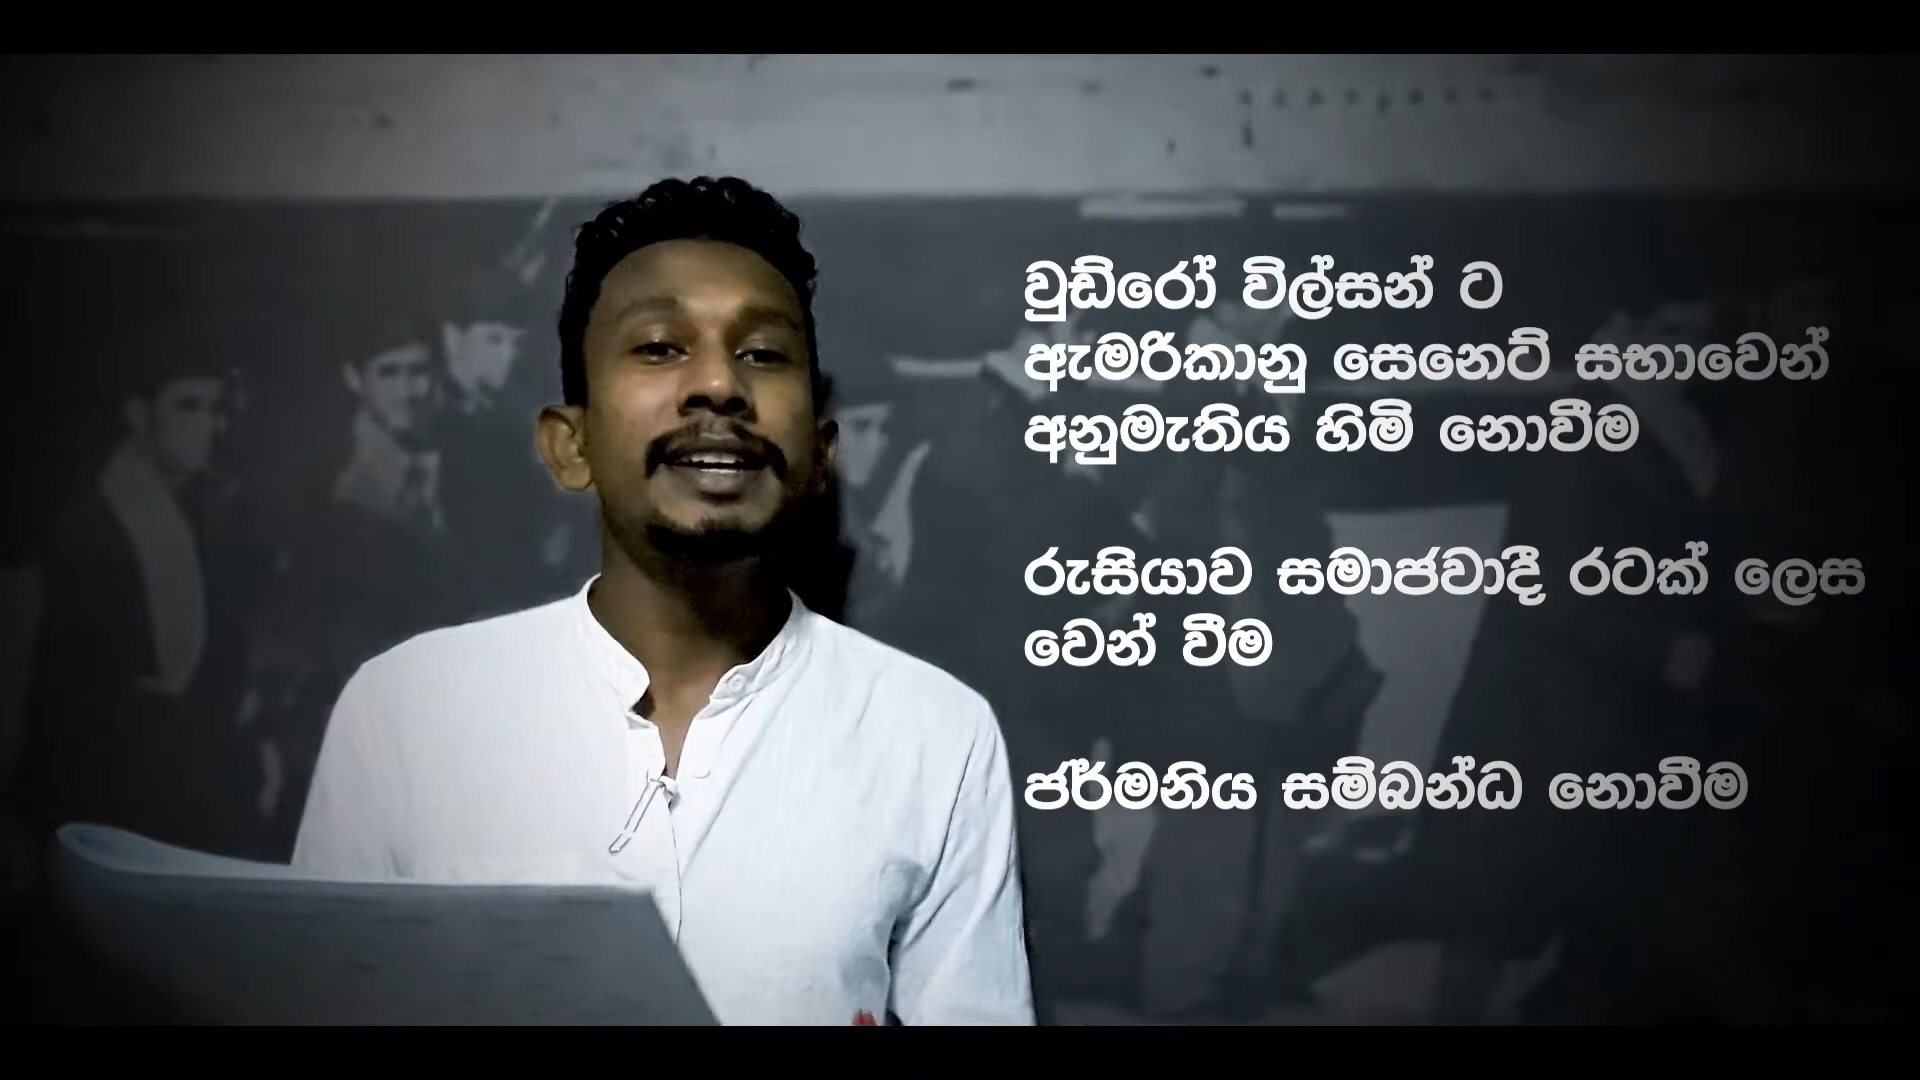 වුඩ්රෝ විල්සන් ට
ඇමරිකානු සෙනෙට් සභාවෙන්
අනුමැතිය හිමි නොවීම
රුසියාව සමාජවාදී රටක් ලෙස
වෙන් වීම
ජර්මනිය සම්බන්ධ නොවීම